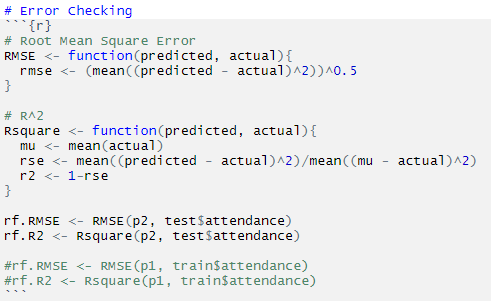 # Error Checking
```{r}
# Root Mean Square Error
RMSE <- function(predicted, actual){
  rmse <- (mean((predicted - actual)^2))^0.5
}

# R^2
Rsquare <- function(predicted, actual){
  mu <- mean(actual)
  rse <- mean((predicted - actual)^2)/mean((mu - actual)^2)
  r2 <- 1-rse
}

rf.RMSE <- RMSE(p2, test$attendance)
rf.R2 <- Rsquare(p2, test$attendance)

#rf.RMSE <- RMSE(p1, train$attendance)
#rf.R2 <- Rsquare(p1, train$attendance)
```